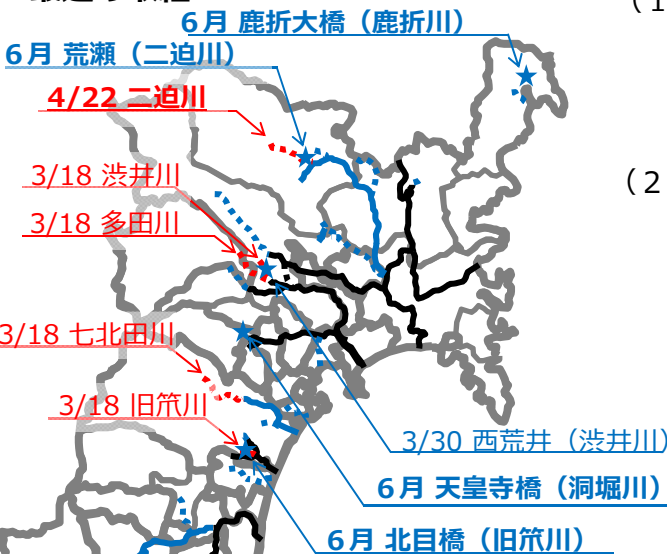 （1
6月 鹿折大橋（鹿折川）
6月 荒瀬（二迫川）
4/22 二迫川
3/18 渋井川
（2
3/18 多田川
3/18 七北田川
3/18 旧笊川
3/30 西荒井（渋井川）
6月 天皇寺橋（洞堀川）
6月 北目橋（旧笊川）